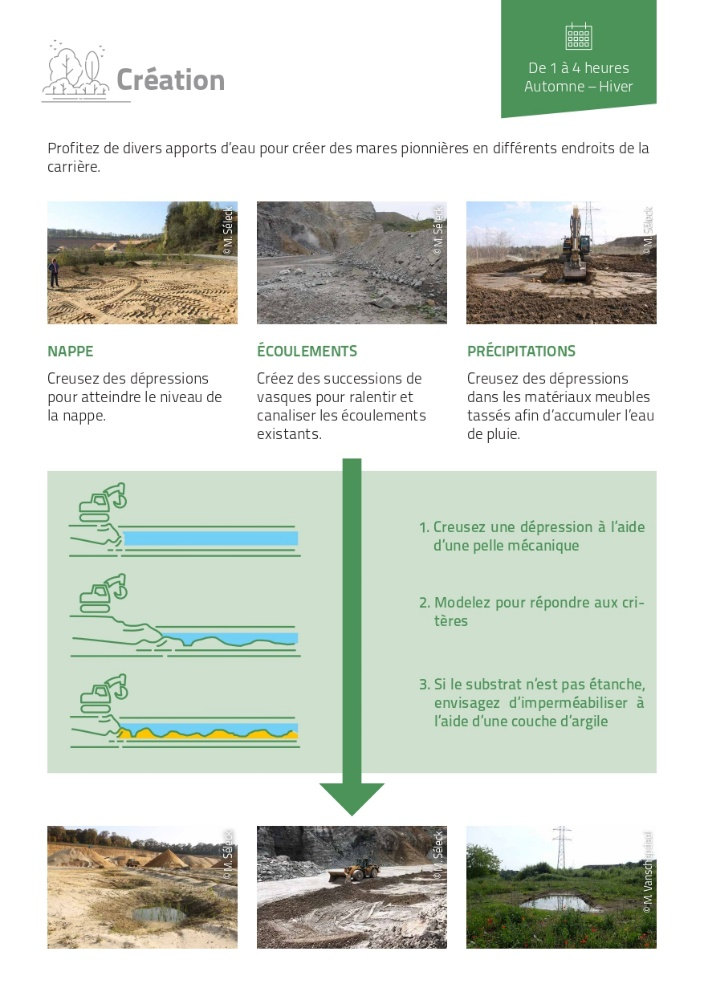 De 1 à 4 heures
Automne – Hiver
Création
Profitez de divers apports d'eau pour créer des mares pionnières en différents endroits de la
carrière.
© M. Séleck
© M. Séleck
© M. Séleck
NAPPE
Creusez des dépressions
pour atteindre le niveau de
la nappe.
ÉCOULEMENTS
Créez des successions de
vasques pour ralentir et
canaliser les écoulements
existants.
PRÉCIPITATIONS
Creusez des dépressions
dans les matériaux meubles
tassés afin d'accumuler l'eau
de pluie.
1. Creusez une dépression à l'aide
d'une pelle mécanique
2. Modelez pour répondre aux cri-
tères
3. Si le substrat n'est pas étanche,
envisagez d'imperméabiliser à
l'aide d'une couche d'argile
© M. Séleck
© M. Séleck
© M.